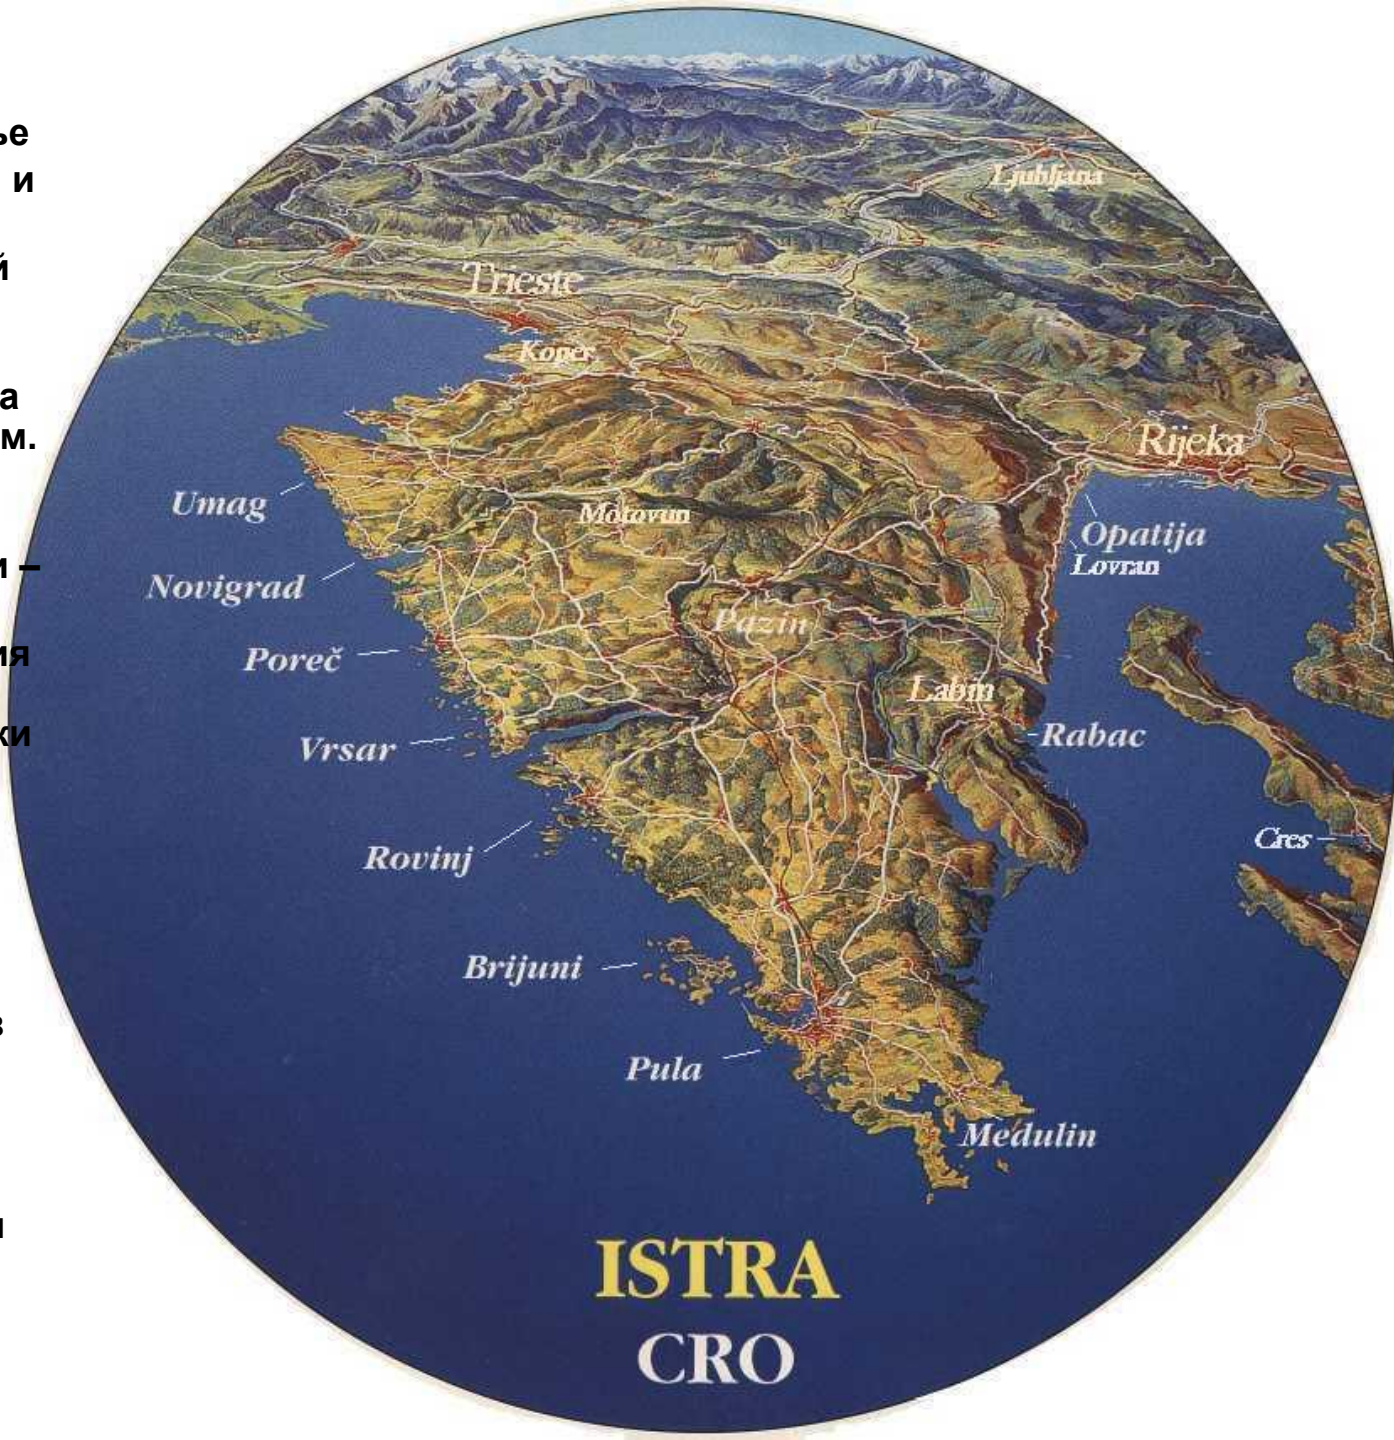 и
а
м.
–
в
Ljubljana
Trieste
Koper
Rijeka
Umag
Motovun
Opatija
Lovran
Novigrad
Pazin
Poreč
Labin
Vrsar
Rabac
Rovinj
Cres
Brijuni
Pula
Medulin
ISTRA
CRO